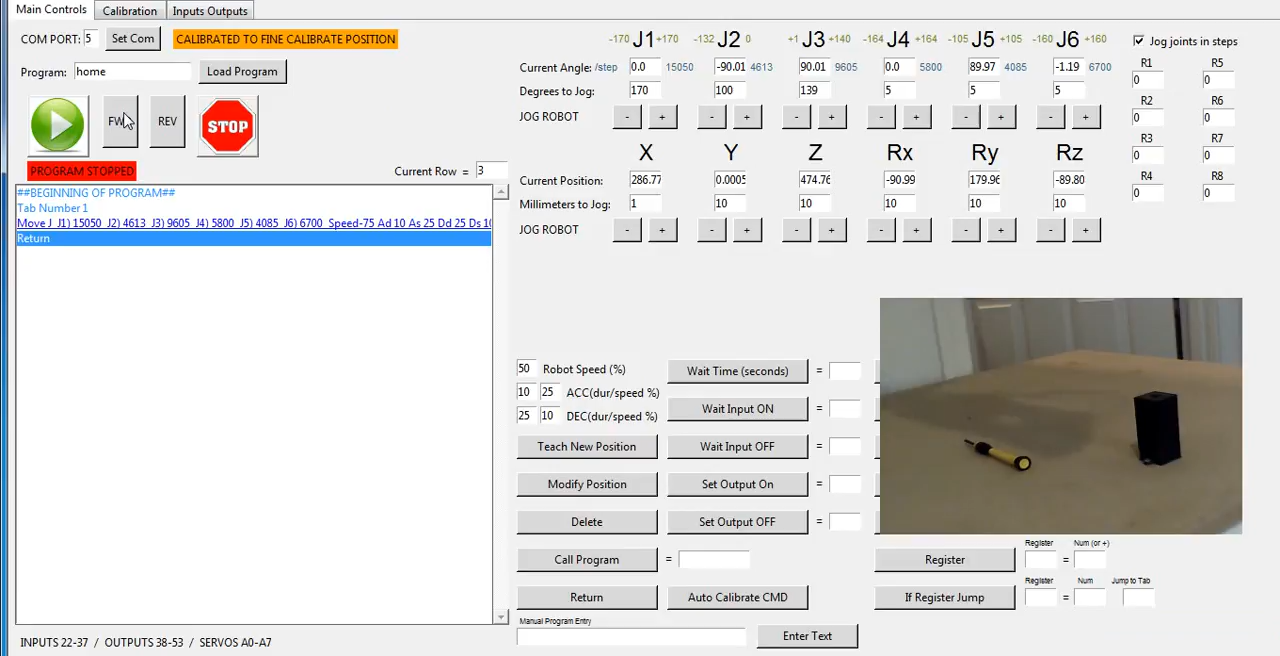 Main Controls Calibration Inputs Outputs
COM PORT: 5 Set Com CALIBRATED TO FINE CALIBRATE POSITION
Program: home Load Program
FW REV STOP
PROGRAM STOPPED Current Row = 3
##BEGINNING OF PROGRAM##
Tab Number 1
Move J J1) 15050 J2) 4613 J3) 9605 J4) 5800 J5) 4085 J6) 6700 Speed-75 Ad 10 As 25 Dd 25 Ds 10
Return
INPUTS 22-37 / OUTPUTS 38-53 / SERVOS A0-A7
-170 J1 +170 -132 J2 0 +1 J3 +140 -164 J4 +164 -105 J5 +105 -160 J6 +160
Current Angle: /step 0.0 15050 -90.01 4613 90.01 9605 0.0 5800 89.97 4085 -1.19 6700
Degrees to Jog: 170 100 139 5 5 5
JOG ROBOT - + - + - + - + - + - +
X Y Z Rx Ry Rz
Current Position: 286.77 0.0005 474.76 -90.99 179.96 -89.80
Millimeters to Jog: 1 10 10 10 10 10
JOG ROBOT - + - + - + - + - + - +
Jog joints in steps
R1 R5
0 0
R2 R6
0 0
R3 R7
0 0
R4 R8
0 0
50 Robot Speed (%) Wait Time (seconds) =
10 25 ACC(dur/speed %)
25 10 DEC(dur/speed %) Wait Input ON =
Teach New Position Wait Input OFF =
Modify Position Set Output On =
Delete Set Output OFF =
Call Program =
Return Auto Calibrate CMD
Manual Program Entry
Enter Text
Register Num (or +)
Register =
Register Num Jump to Tab
If Register Jump =